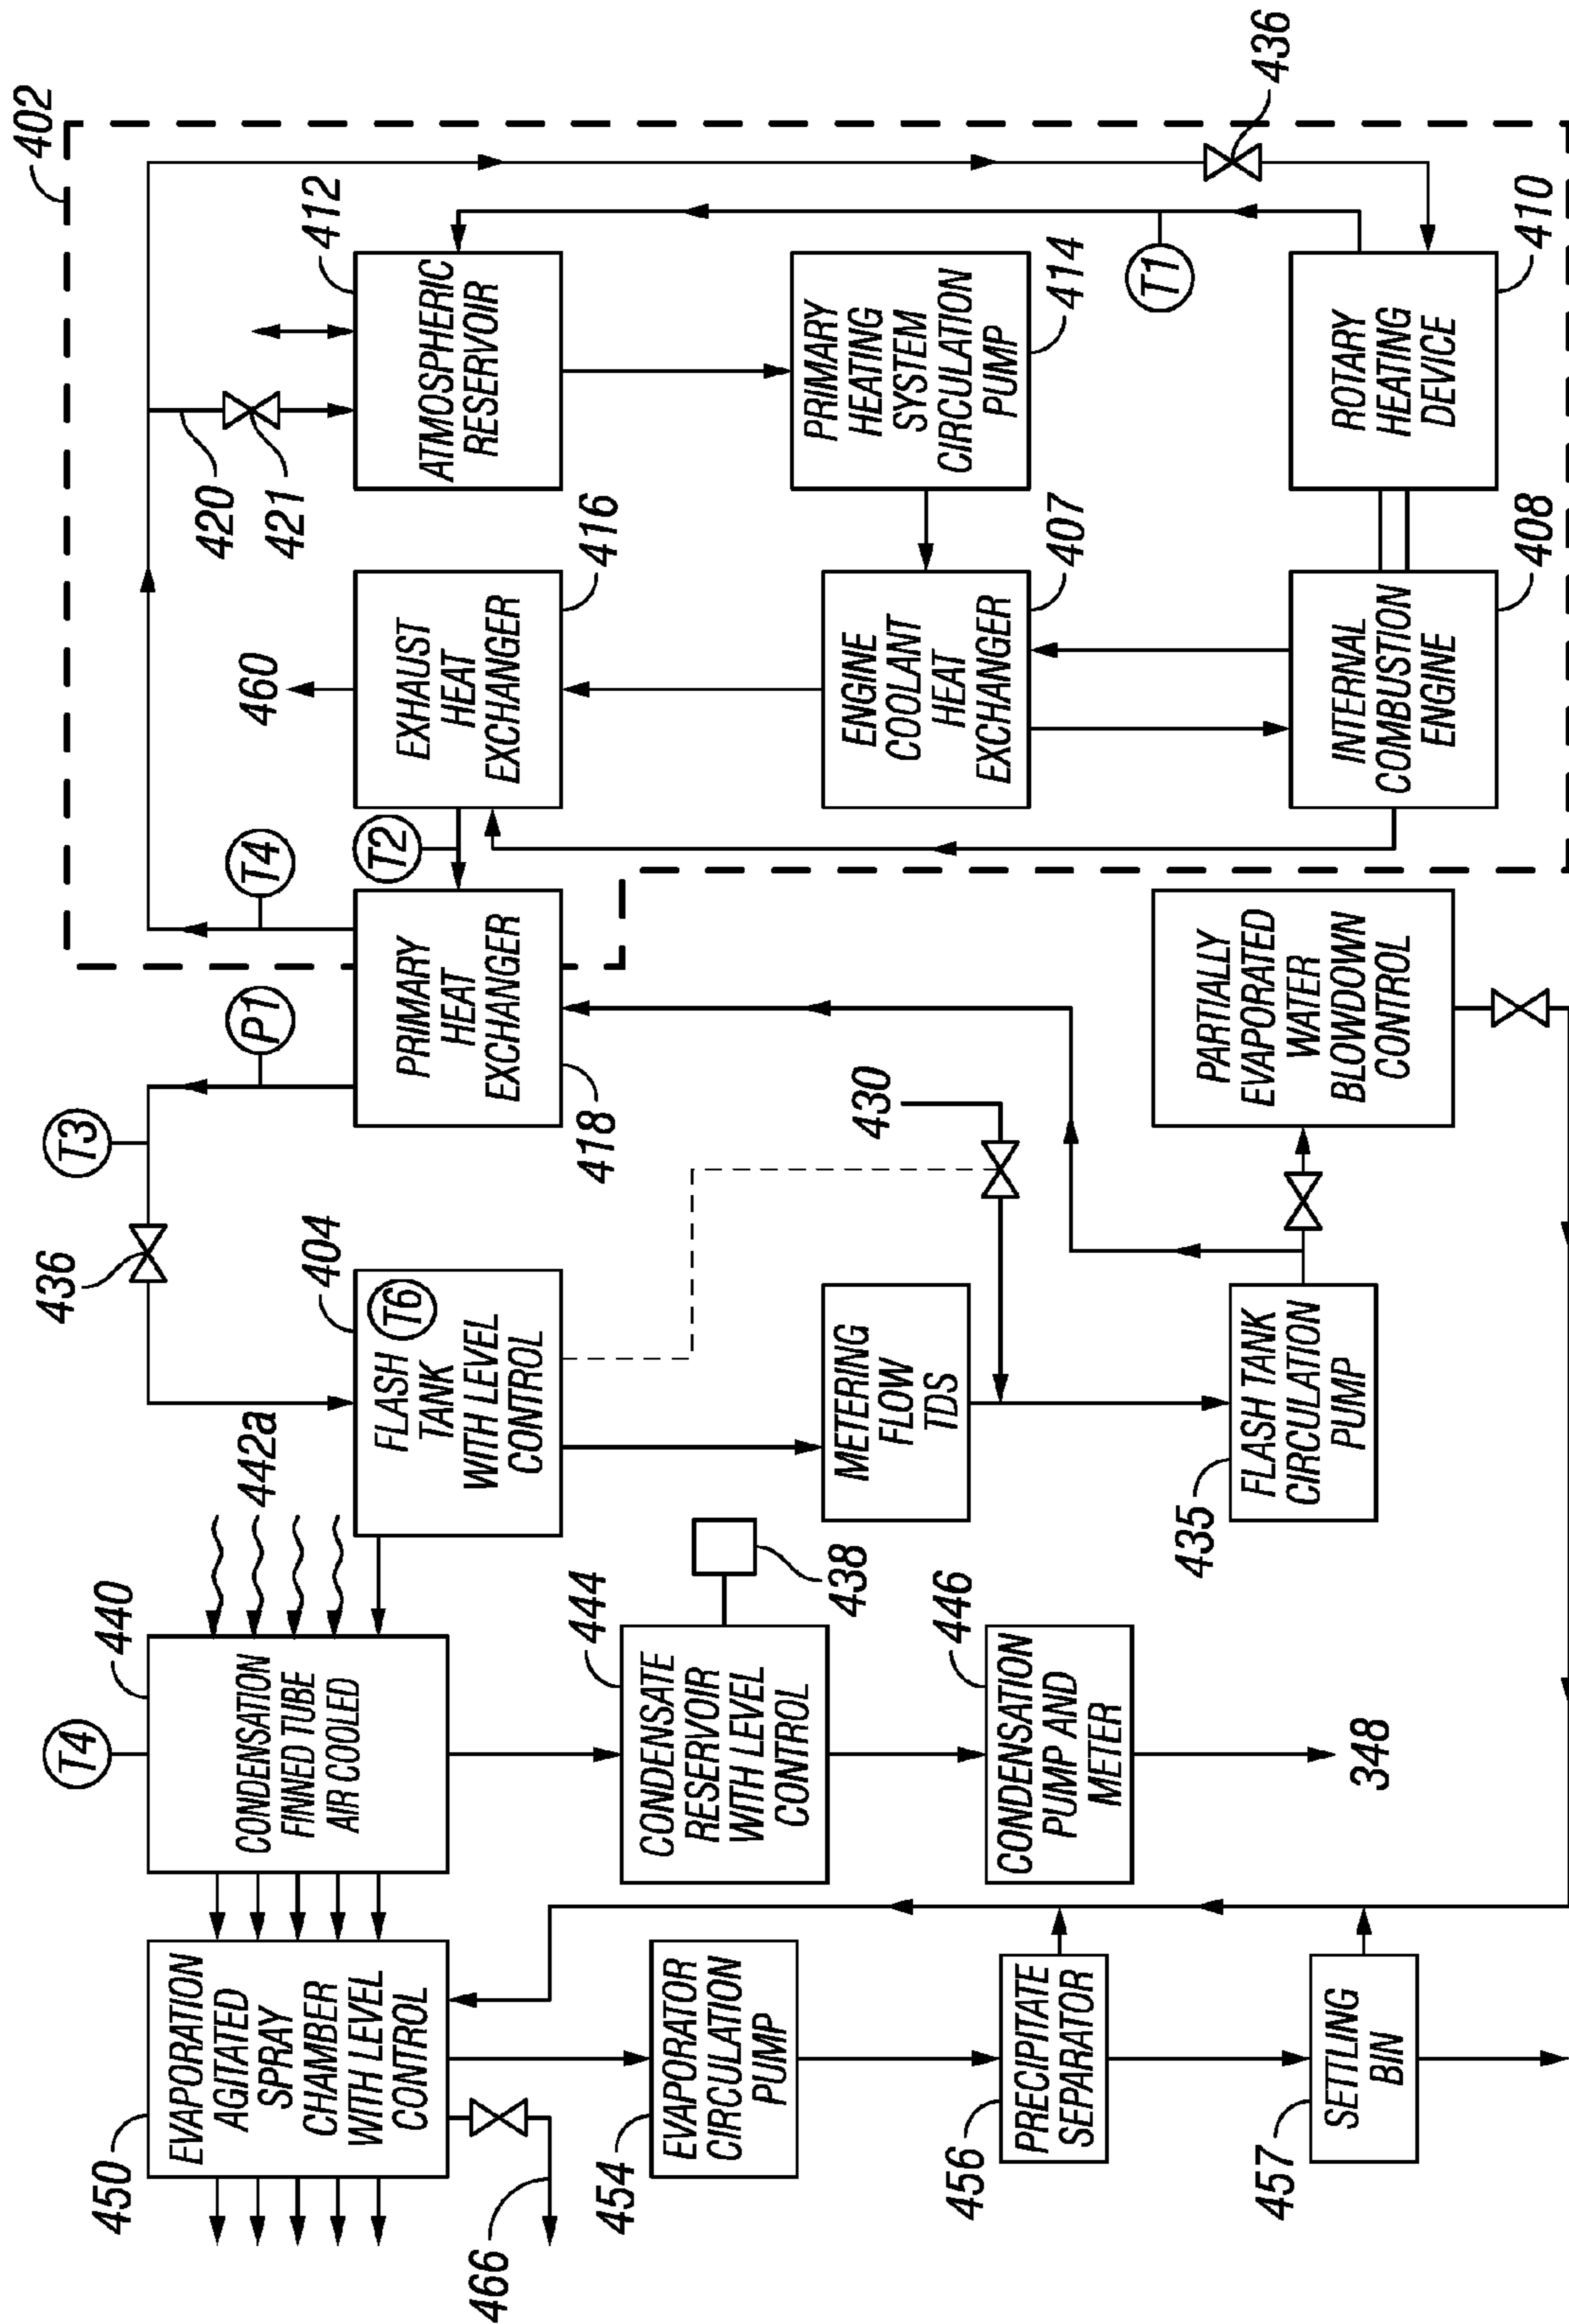 402
436
T3
P1
T4
420
421
412
ATMOSPHERIC
RESERVOIR
460
EXHAUST
HEAT
EXCHANGER
416
T2
PRIMARY
HEAT
EXCHANGER
418
436
404
FLASH
T6
TANK
WITH LEVEL
CONTROL
442a
440
T4
CONDENSATION
FINNED TUBE
AIR COOLED
450
EVAPORATION
AGITATED
SPRAY
CHAMBER
WITH LEVEL
CONTROL
466
454
EVAPORATOR
CIRCULATION
PUMP
444
CONDENSATE
RESERVOIR
WITH LEVEL
CONTROL
438
METERING
FLOW
TDS
430
ENGINE
COOLANT
HEAT
EXCHANGER
407
PRIMARY
HEATING
SYSTEM
CIRCULATION
PUMP
414
T1
456
PRECIPITATE
SEPARATOR
446
CONDENSATION
PUMP AND
METER
348
435
FLASH TANK
CIRCULATION
PUMP
PARTIALLY
EVAPORATED
WATER
BLOWDOWN
CONTROL
INTERNAL
COMBUSTION
ENGINE
408
ROTARY
HEATING
DEVICE
410
457
SETTLING
BIN